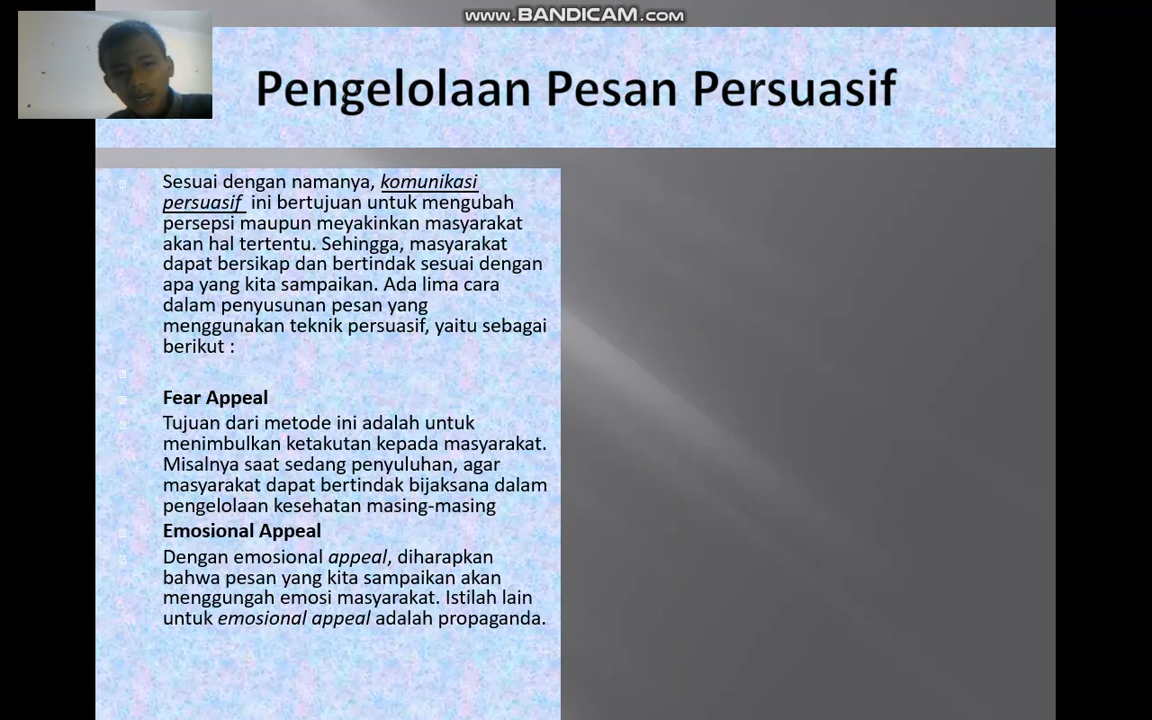 www.BANDICAM.com
Pengelolaan Pesan Persuasif
Sesuai dengan namanya, komunikasi
persuasif ini bertujuan untuk mengubah
persepsi maupun meyakinkan masyarakat
akan hal tertentu. Sehingga, masyarakat
dapat bersikap dan bertindak sesuai dengan
apa yang kita sampaikan. Ada lima cara
dalam penyusunan pesan yang
menggunakan teknik persuasif, yaitu sebagai
berikut :
Fear Appeal
Tujuan dari metode ini adalah untuk
menimbulkan ketakutan kepada masyarakat.
Misalnya saat sedang penyuluhan, agar
masyarakat dapat bertindak bijaksana dalam
pengelolaan kesehatan masing-masing
Emosional Appeal
Dengan emosional appeal, diharapkan
bahwa pesan yang kita sampaikan akan
menggungah emosi masyarakat. Istilah lain
untuk emosional appeal adalah propaganda.